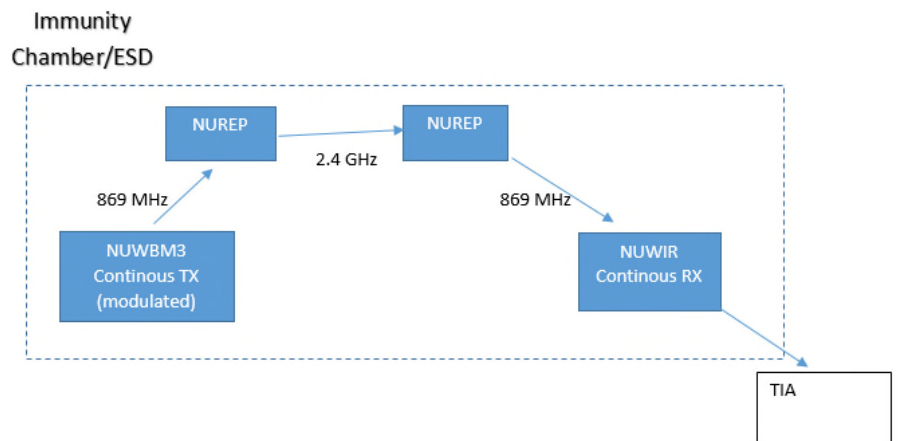 Immunity
Chamber/ESD
NUREP
2.4 GHz
NUREP
869 MHz
869 MHz
NUWBM3
Continous TX
(modulated)
NUWIR
Continous RX
TIA